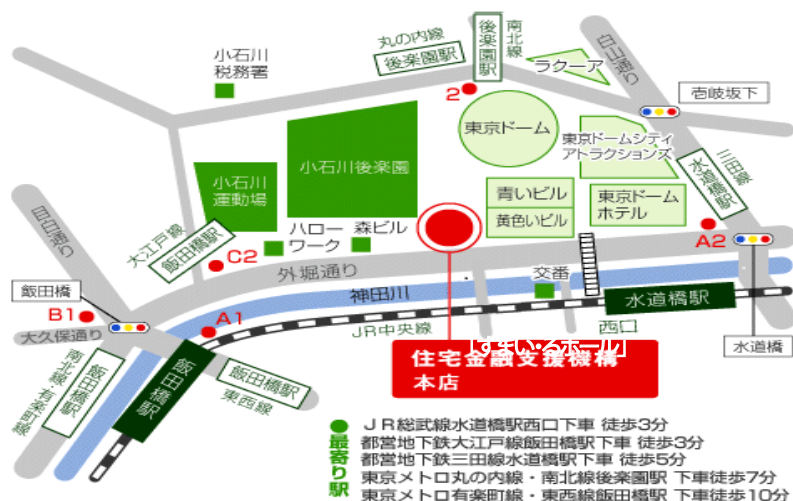 丸の内線
後楽園駅
後楽園駅
南北線
白山通り
小石川
税務署
ラクーア
2
壱岐坂下
東京ドーム
東京ドームシティ
アトラクションズ
三田線
水道橋駅
小石川後楽園
小石川
運動場
青いビル
黄色いビル
東京ドーム
ホテル
目白通り
大江戸線
飯田橋駅
C2
ハロー
ワーク
森ビル
A2
外堀通り
交番
飯田橋
神田川
水道橋駅
B1
A1
大久保通り
JR中央線
西口
水道橋
[すまい・るホール]
住宅金融支援機構
本店
南北線・有楽町線
飯田橋駅
飯田橋駅
飯田橋駅
東西線
最寄り駅
JR総武線水道橋駅西口下車 徒歩3分
都営地下鉄大江戸線飯田橋駅下車 徒歩3分
都営地下鉄三田線水道橋駅下車 徒歩5分
東京メトロ丸の内線・南北線後楽園駅 下車徒歩7分
東京メトロ有楽町線・東西線飯田橋駅 下車徒歩10分